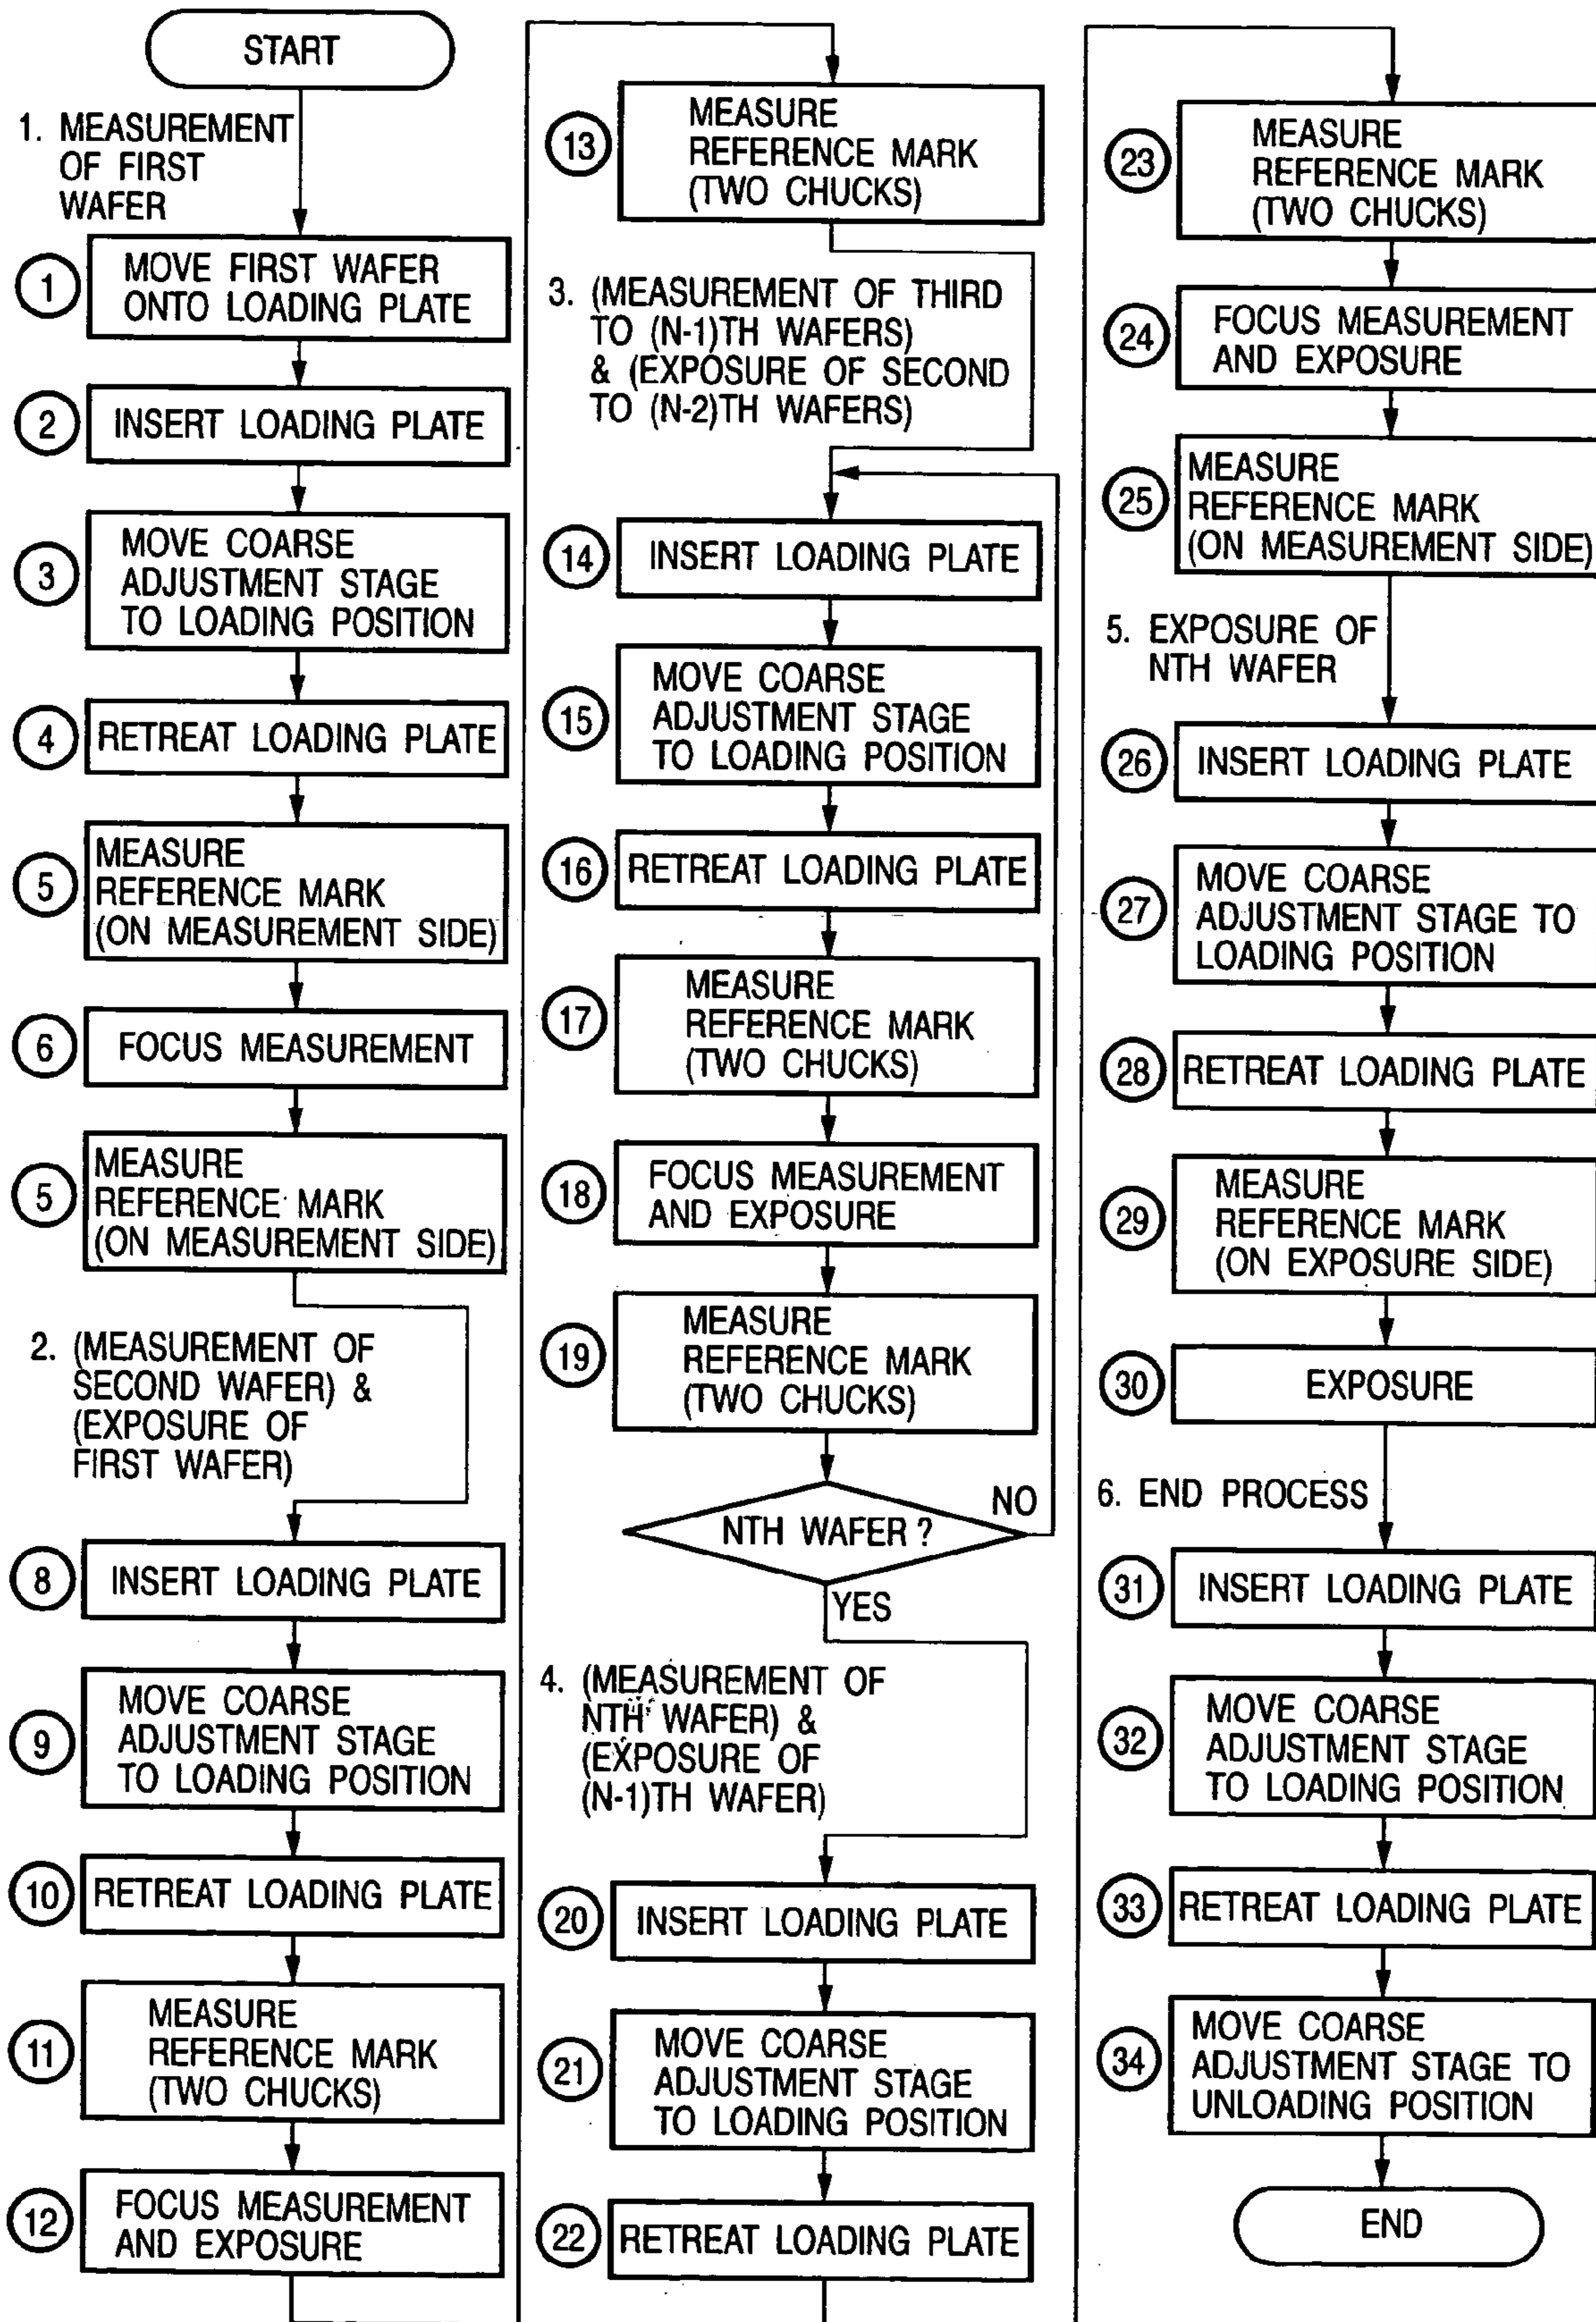 START
1. MEASUREMENT
OF FIRST
WAFER
1
MOVE FIRST WAFER
ONTO LOADING PLATE
2
INSERT LOADING PLATE
3
MOVE COARSE
ADJUSTMENT STAGE
TO LOADING POSITION
4
RETREAT LOADING PLATE
5
MEASURE
REFERENCE MARK
(ON MEASUREMENT SIDE)
6
FOCUS MEASUREMENT
5
MEASURE
REFERENCE MARK
(ON MEASUREMENT SIDE)
2. (MEASUREMENT OF
SECOND WAFER) &
(EXPOSURE OF
FIRST WAFER)
8
INSERT LOADING PLATE
9
MOVE COARSE
ADJUSTMENT STAGE
TO LOADING POSITION
10
RETREAT LOADING PLATE
11
MEASURE
REFERENCE MARK
(TWO CHUCKS)
12
FOCUS MEASUREMENT
AND EXPOSURE
13
MEASURE
REFERENCE MARK
(TWO CHUCKS)
3. (MEASUREMENT OF THIRD
TO (N-1)TH WAFERS)
& (EXPOSURE OF SECOND
TO (N-2)TH WAFERS)
14
INSERT LOADING PLATE
15
MOVE COARSE
ADJUSTMENT STAGE
TO LOADING POSITION
16
RETREAT LOADING PLATE
17
MEASURE
REFERENCE MARK
(TWO CHUCKS)
18
FOCUS MEASUREMENT
AND EXPOSURE
19
MEASURE
REFERENCE MARK
(TWO CHUCKS)
NTH WAFER ?
NO
YES
4. (MEASUREMENT OF
NTH WAFER) &
(EXPOSURE OF
(N-1)TH WAFER)
20
INSERT LOADING PLATE
21
MOVE COARSE
ADJUSTMENT STAGE
TO LOADING POSITION
22
RETREAT LOADING PLATE
23
MEASURE
REFERENCE MARK
(TWO CHUCKS)
24
FOCUS MEASUREMENT
AND EXPOSURE
25
MEASURE
REFERENCE MARK
(ON MEASUREMENT SIDE)
5. EXPOSURE OF
NTH WAFER
26
INSERT LOADING PLATE
27
MOVE COARSE
ADJUSTMENT STAGE TO
LOADING POSITION
28
RETREAT LOADING PLATE
29
MEASURE
REFERENCE MARK
(ON EXPOSURE SIDE)
30
EXPOSURE
6. END PROCESS
31
INSERT LOADING PLATE
32
MOVE COARSE
ADJUSTMENT STAGE
TO LOADING POSITION
33
RETREAT LOADING PLATE
34
MOVE COARSE
ADJUSTMENT STAGE TO
UNLOADING POSITION
END